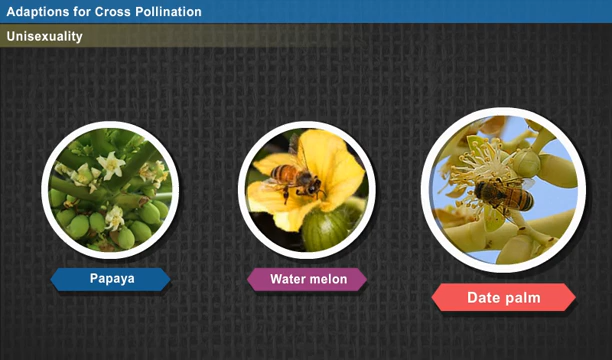 Adaptions for Cross Pollination
Unisexuality
Papaya
Water melon
Date palm